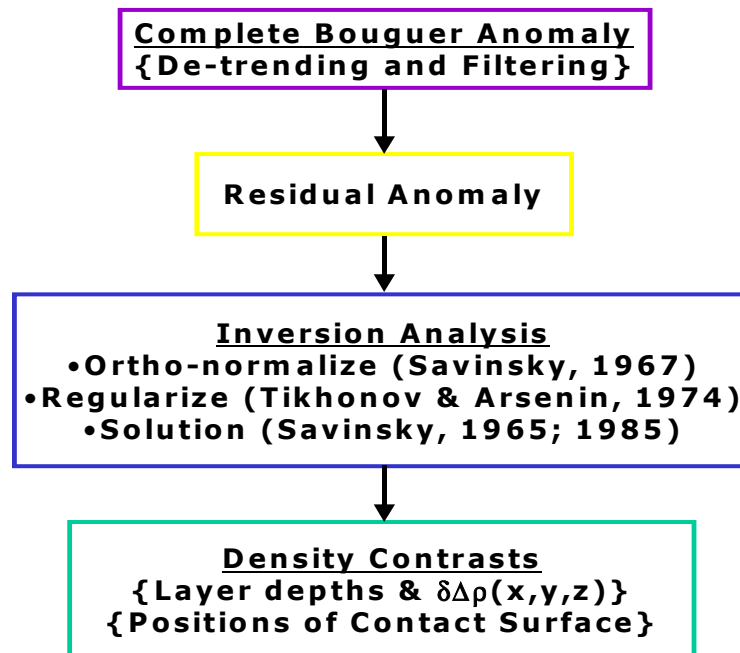 Complete Bouguer Anomaly
{De-trending and Filtering}
Residual Anomaly
Inversion Analysis
•Ortho-normalize (Savinsky, 1967)
•Regularize (Tikhonov & Arsenin, 1974)
•Solution (Savinsky, 1965; 1985)
Density Contrasts
{Layer depths & δΔρ(x,y,z)}
{Positions of Contact Surface}